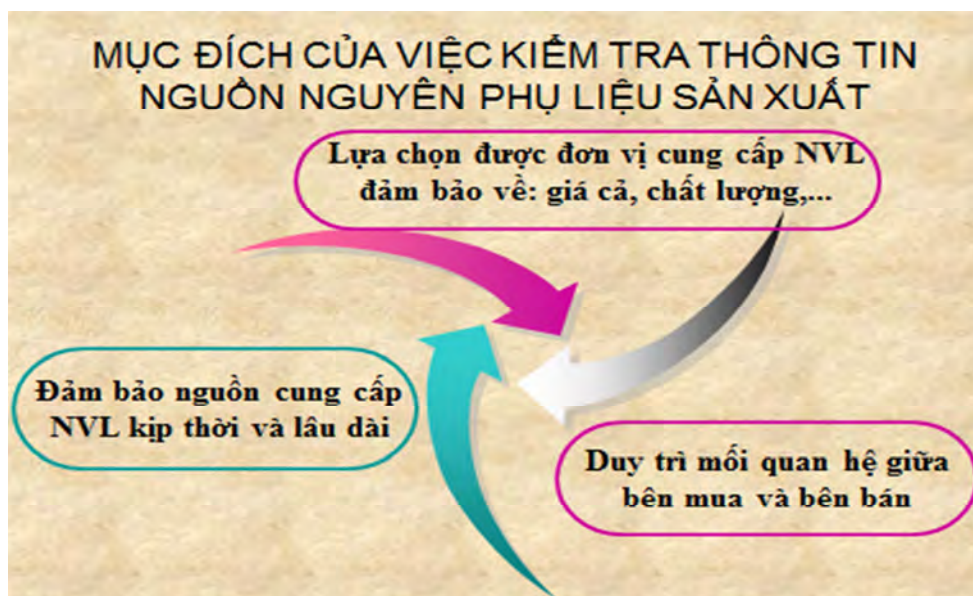 MỤC ĐÍCH CỦA VIỆC KIỂM TRA THÔNG TIN
NGUỒN NGUYÊN PHỤ LIỆU SẢN XUẤT
Lựa chọn được đơn vị cung cấp NVL
đảm bảo về: giá cả, chất lượng,...
Đảm bảo nguồn cung cấp
NVL kịp thời và lâu dài
Duy trì mối quan hệ giữa
bên mua và bên bán